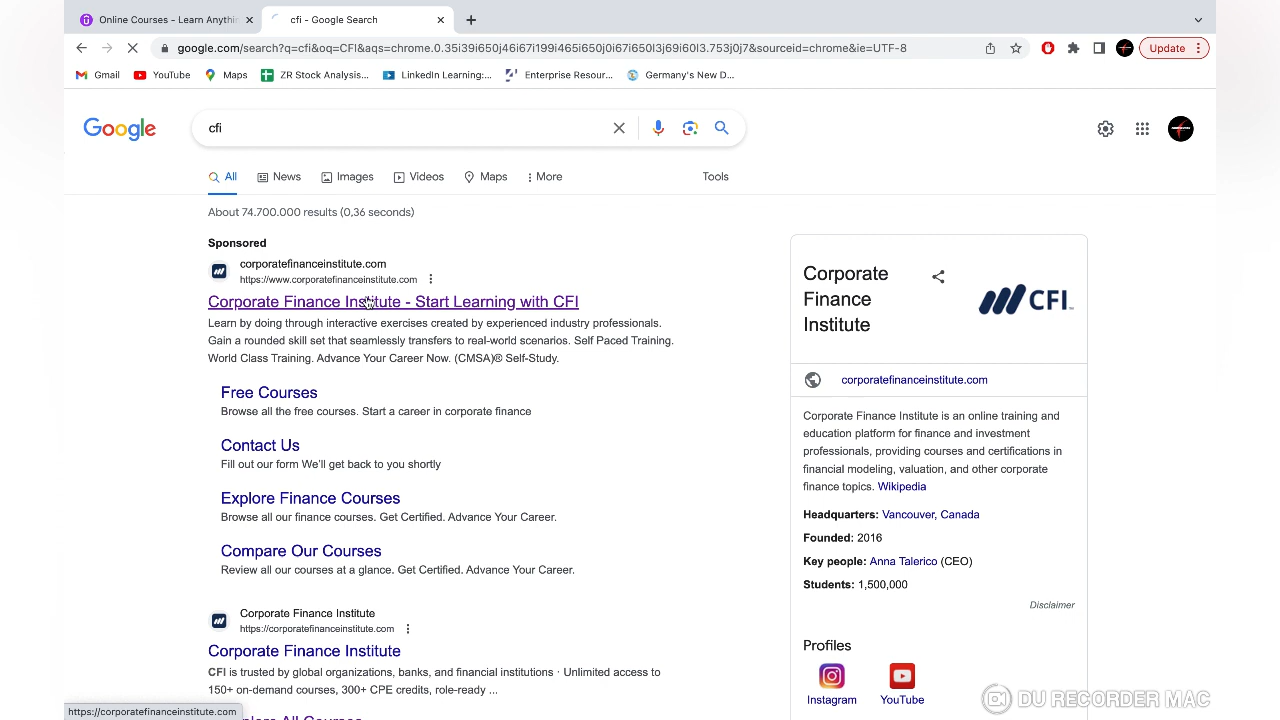 Online Courses - Learn Anythin
cfi - Google Search
google.com/search?q=cfi&oq=CFI&aqs=chrome.0.35i39i650j46i67i199i465i650j0i67i650l3j69i60l3.753j0j7&sourceid=chrome&ie=UTF-8
Update
Gmail
YouTube
Maps
ZR Stock Analysis...
LinkedIn Learning:...
Enterprise Resour...
Germany's New D...
Google
cfi
All
News
Images
Videos
Maps
More
Tools
About 74.700.000 results (0,36 seconds)
Sponsored
corporatefinanceinstitute.com
https://www.corporatefinanceinstitute.com
Corporate Finance Institute - Start Learning with CFI
Learn by doing through interactive exercises created by experienced industry professionals.
Gain a rounded skill set that seamlessly transfers to real-world scenarios. Self Paced Training.
World Class Training. Advance Your Career Now. (CMSA)® Self-Study.
Free Courses
Browse all the free courses. Start a career in corporate finance
Contact Us
Fill out our form We'll get back to you shortly
Explore Finance Courses
Browse all our finance courses. Get Certified. Advance Your Career.
Compare Our Courses
Review all our courses at a glance. Get Certified. Advance Your Career.
Corporate Finance Institute
https://corporatefinanceinstitute.com
Corporate Finance Institute
CFI is trusted by global organizations, banks, and financial institutions · Unlimited access to
150+ on-demand courses, 300+ CPE credits, role-ready ...
Corporate
Finance
Institute
CFI™
corporatefinanceinstitute.com
Corporate Finance Institute is an online training and
education platform for finance and investment
professionals, providing courses and certifications in
financial modeling, valuation, and other corporate
finance topics. Wikipedia
Headquarters: Vancouver, Canada
Founded: 2016
Key people: Anna Talerico (CEO)
Students: 1,500,000
Disclaimer
Profiles
Instagram
YouTube
https://corporatefinanceinstitute.com
DU RECORDER MAC